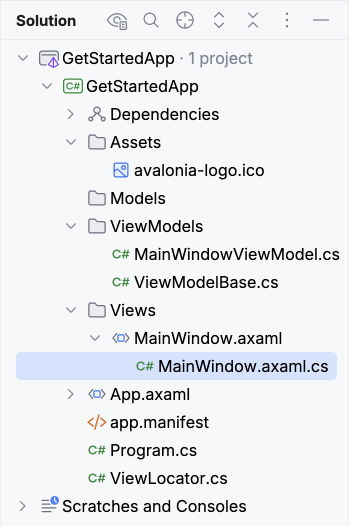 Solution
GetStartedApp · 1 project
C# GetStartedApp
Dependencies
Assets
avalonia-logo.ico
Models
ViewModels
C# MainWindowViewModel.cs
C# ViewModelBase.cs
Views
MainWindow.axaml
C# MainWindow.axaml.cs
App.axaml
app.manifest
C# Program.cs
C# ViewLocator.cs
Scratches and Consoles